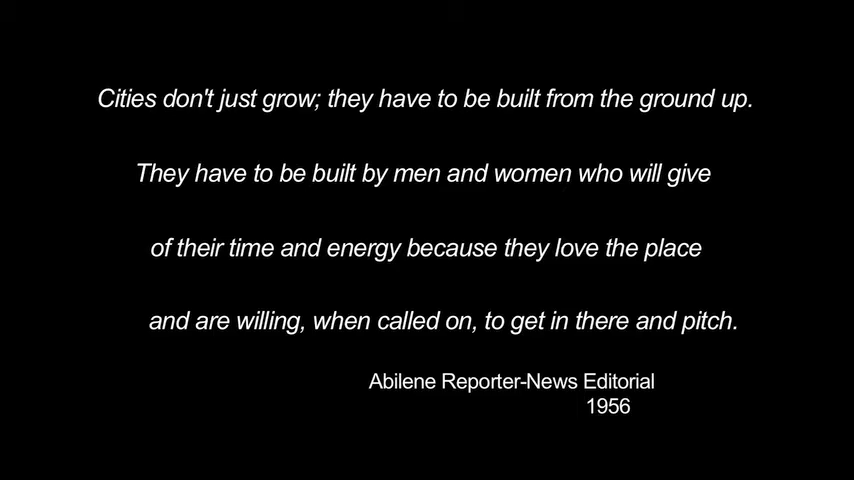 Cities don't just grow; they have to be built from the ground up.
They have to be built by men and women who will give
of their time and energy because they love the place
and are willing, when called on, to get in there and pitch.
Abilene Reporter-News Editorial
1956